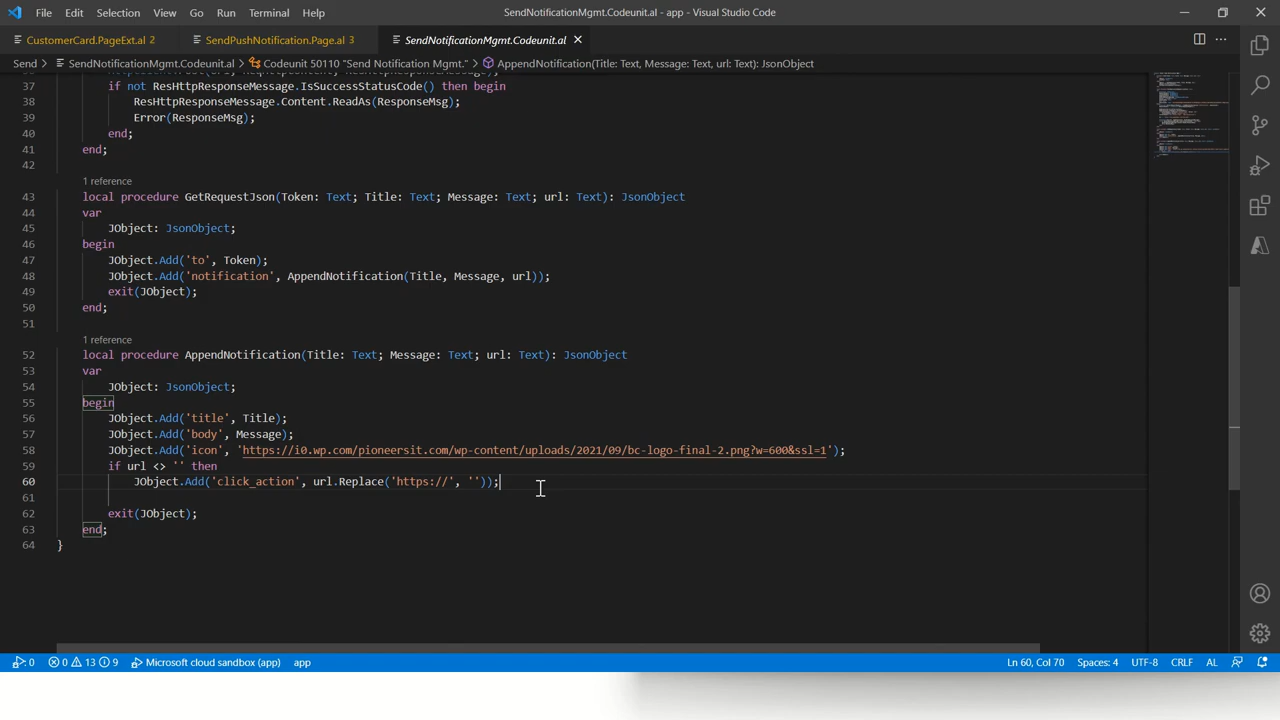 File Edit Selection View Go Run Terminal Help SendNotificationMgmt.Codeunit.al - app - Visual Studio Code
CustomerCard.PageExt.al 2 SendPushNotification.Page.al 3 SendNotificationMgmt.Codeunit.al
Send > SendNotificationMgmt.Codeunit.al > Codeunit 50110 "Send Notification Mgmt." > AppendNotification(Title: Text, Message: Text, url: Text): JsonObject
37 if not ResHttpResponseMessage.IsSuccessStatusCode() then begin
38 ResHttpResponseMessage.Content.ReadAs(ResponseMsg);
39 Error(ResponseMsg);
40 end;
41 end;
42
1 reference
43 local procedure GetRequestJson(Token: Text; Title: Text; Message: Text; url: Text): JsonObject
44 var
45 JObject: JsonObject;
46 begin
47 JObject.Add('to', Token);
48 JObject.Add('notification', AppendNotification(Title, Message, url));
49 exit(JObject);
50 end;
51
1 reference
52 local procedure AppendNotification(Title: Text; Message: Text; url: Text): JsonObject
53 var
54 JObject: JsonObject;
55 begin
56 JObject.Add('title', Title);
57 JObject.Add('body', Message);
58 JObject.Add('icon', 'https://i0.wp.com/pioneersit.com/wp-content/uploads/2021/09/bc-logo-final-2.png?w=600&ssl=1');
59 if url <> '' then
60 JObject.Add('click_action', url.Replace('https://', ''));
61
62 exit(JObject);
63 end;
64 }
0 0 13 9 Microsoft cloud sandbox (app) app Ln 60, Col 70 Spaces: 4 UTF-8 CRLF AL